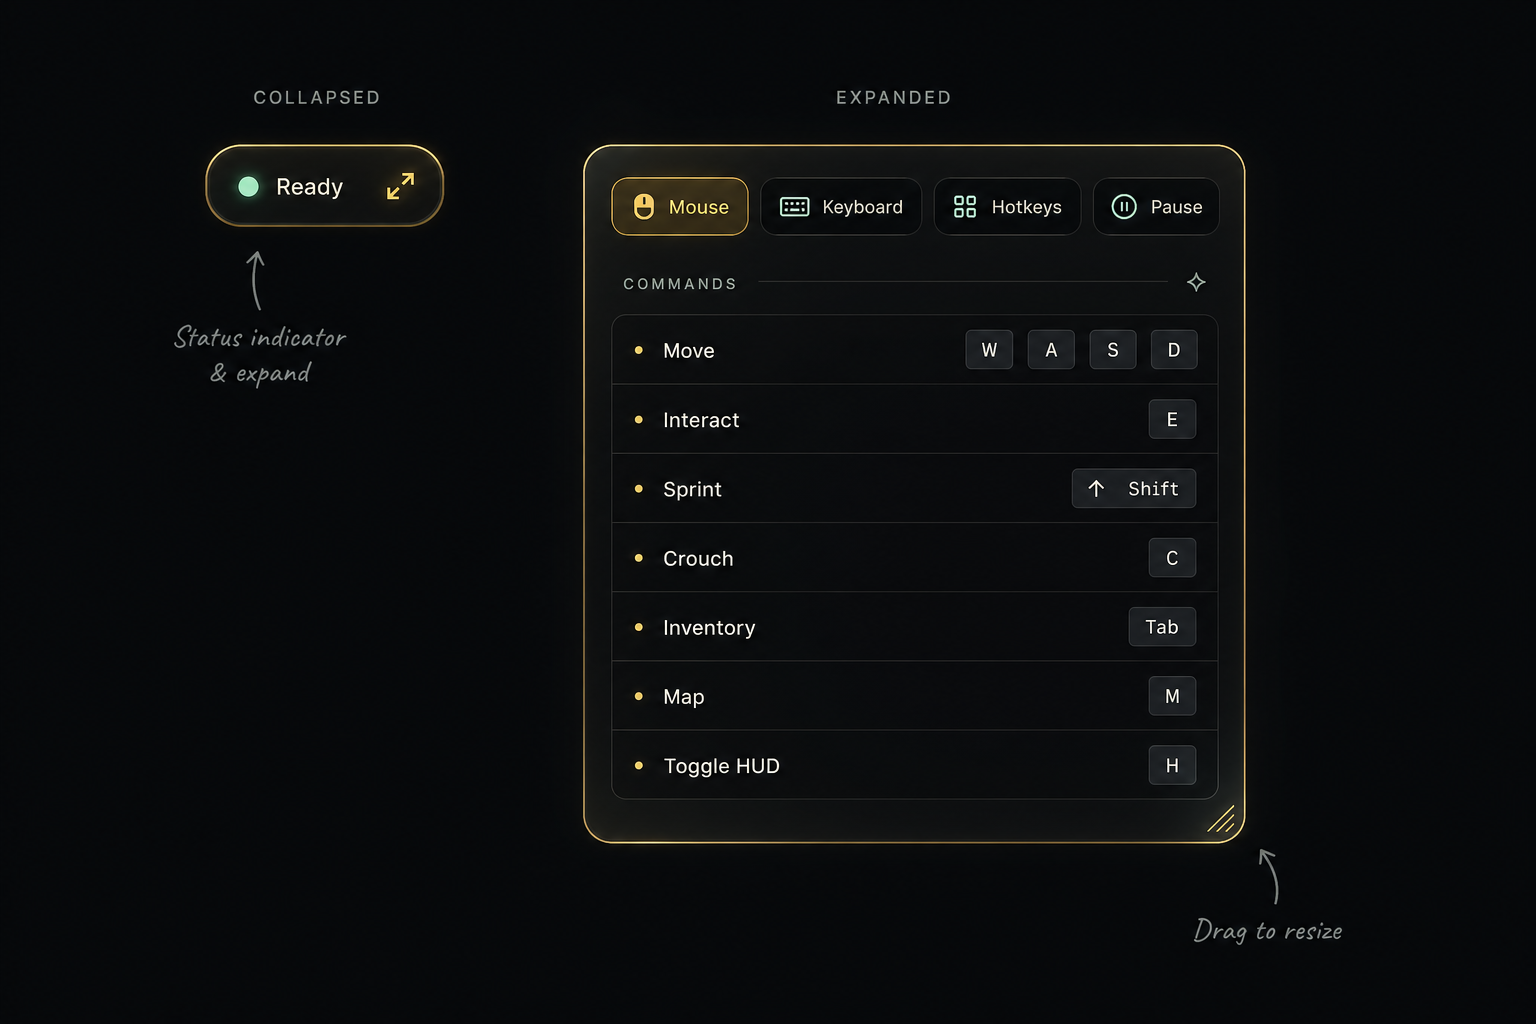 COLLAPSED
Ready
Status indicator
& expand
EXPANDED
Mouse Keyboard Hotkeys Pause
COMMANDS
Move W A S D
Interact E
Sprint ↑ Shift
Crouch C
Inventory Tab
Map M
Toggle HUD H
Drag to resize